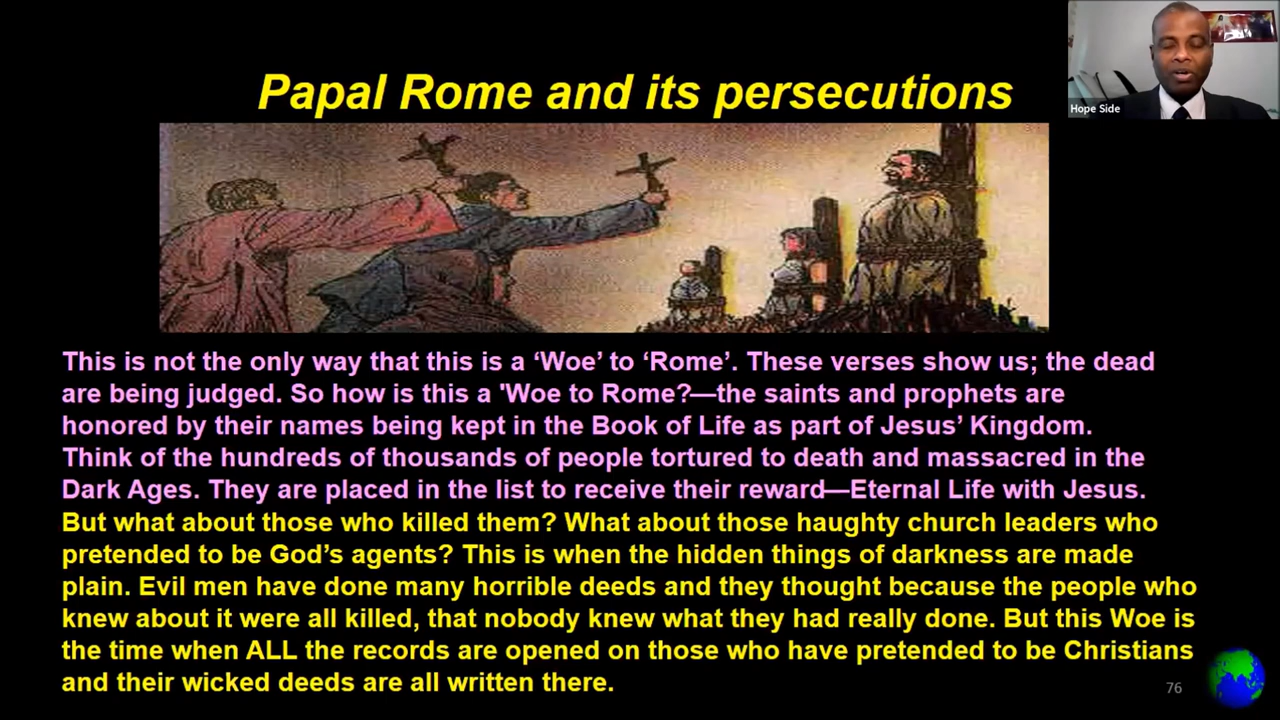 Papal Rome and its persecutions
Hope Side
This is not the only way that this is a ‘Woe’ to ‘Rome’. These verses show us; the dead
are being judged. So how is this a 'Woe to Rome?—the saints and prophets are
honored by their names being kept in the Book of Life as part of Jesus’ Kingdom.
Think of the hundreds of thousands of people tortured to death and massacred in the
Dark Ages. They are placed in the list to receive their reward—Eternal Life with Jesus.
But what about those who killed them? What about those haughty church leaders who
pretended to be God’s agents? This is when the hidden things of darkness are made
plain. Evil men have done many horrible deeds and they thought because the people who
knew about it were all killed, that nobody knew what they had really done. But this Woe is
the time when ALL the records are opened on those who have pretended to be Christians
and their wicked deeds are all written there.
76